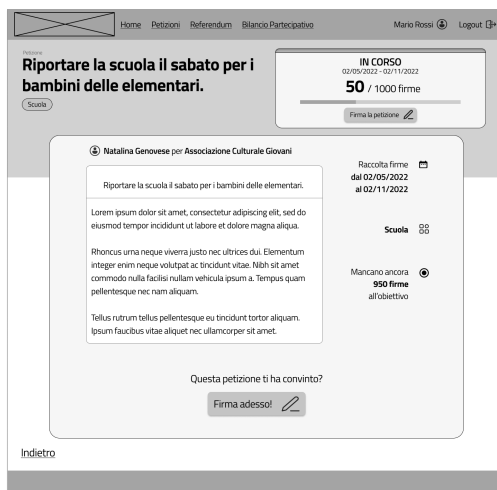 Home Petizioni Referendum Bilancio Partecipativo Mario Rossi Logout
Petizione
Riportare la scuola il sabato per i
bambini delle elementari.
Scuola
IN CORSO
02/05/2022 - 02/11/2022
50 / 1000 firme
Firma la petizione
Natalina Genovese per Associazione Culturale Giovani
Riportare la scuola il sabato per i bambini delle elementari.
Lorem ipsum dolor sit amet, consectetur adipiscing elit, sed do
eiusmod tempor incididunt ut labore et dolore magna aliqua.
Rhoncus urna neque viverra justo nec ultrices dui. Elementum
integer enim neque volutpat ac tincidunt vitae. Nibh sit amet
commodo nulla facilisi nullam vehicula ipsum a. Tempus quam
pellentesque nec nam aliquam.
Tellus rutrum tellus pellentesque eu tincidunt tortor aliquam.
Ipsum faucibus vitae aliquet nec ullamcorper sit amet.
Raccolta firme
dal 02/05/2022
al 02/11/2022
Scuola
Mancano ancora
950 firme
all'obiettivo
Questa petizione ti ha convinto?
Firma adesso!
Indietro